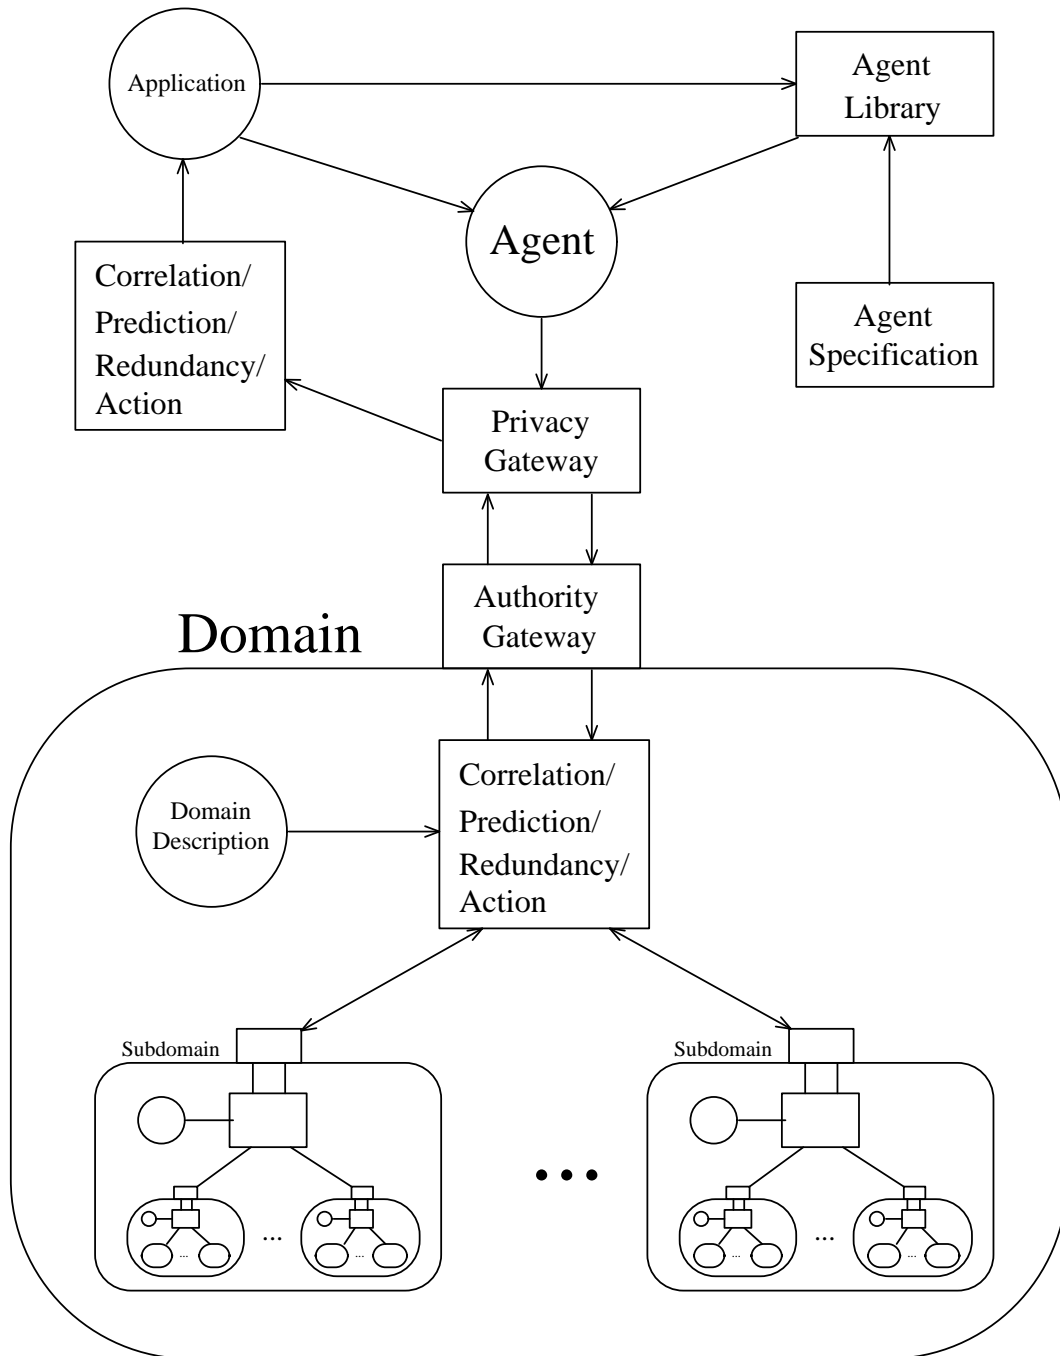 Application
Agent
Library
Agent
Correlation/
Prediction/
Redundancy/
Action
Agent
Specification
Privacy
Gateway
Authority
Gateway
Domain
Correlation/
Prediction/
Redundancy/
Action
Domain
Description
Subdomain
Subdomain
...
...
...
...
...
...
...